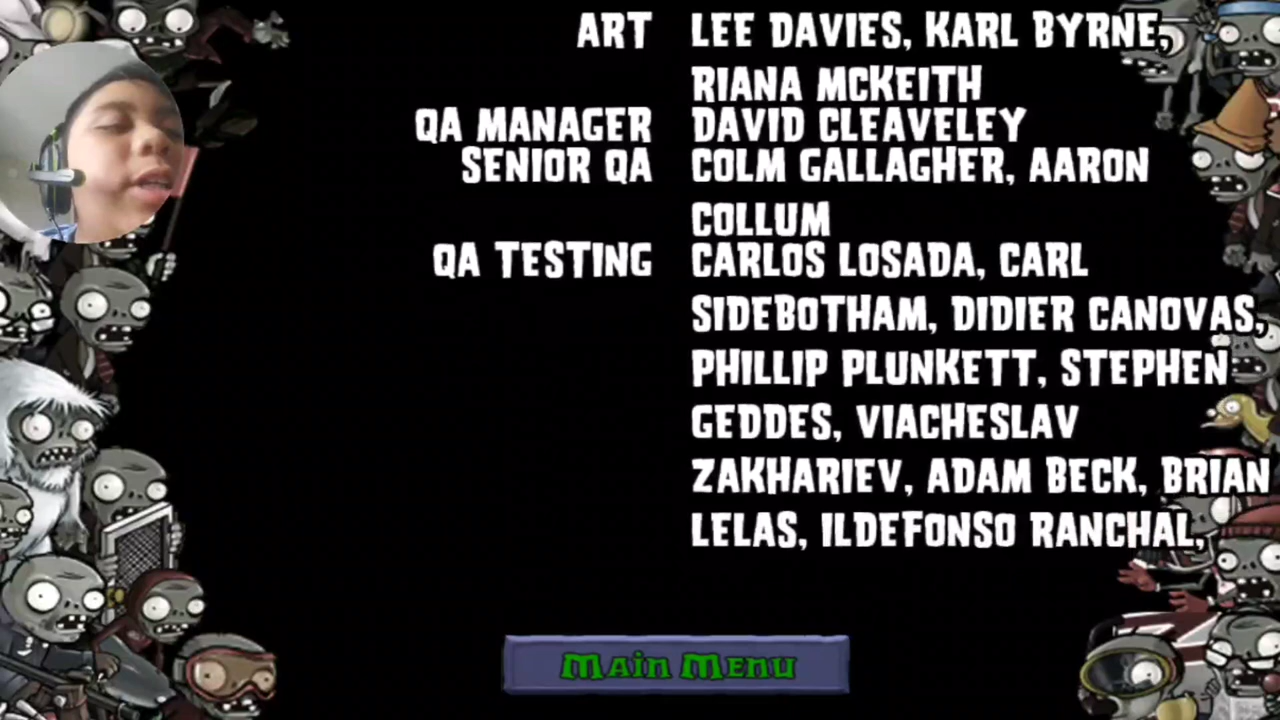 ART LEE DAVIES, KARL BYRNE,
RIANA MCKEITH
QA MANAGER DAVID CLEAVELEY
SENIOR QA COLM GALLAGHER, AARON
COLLUM
QA TESTING CARLOS LOSADA, CARL
SIDEBOTHAM, DIDIER CANOVAS,
PHILLIP PLUNKETT, STEPHEN
GEDDES, VIACHESLAV
ZAKHARIEV, ADAM BECK, BRIAN
LELAS, ILDEFONSO RANCHAL,
Main Menu